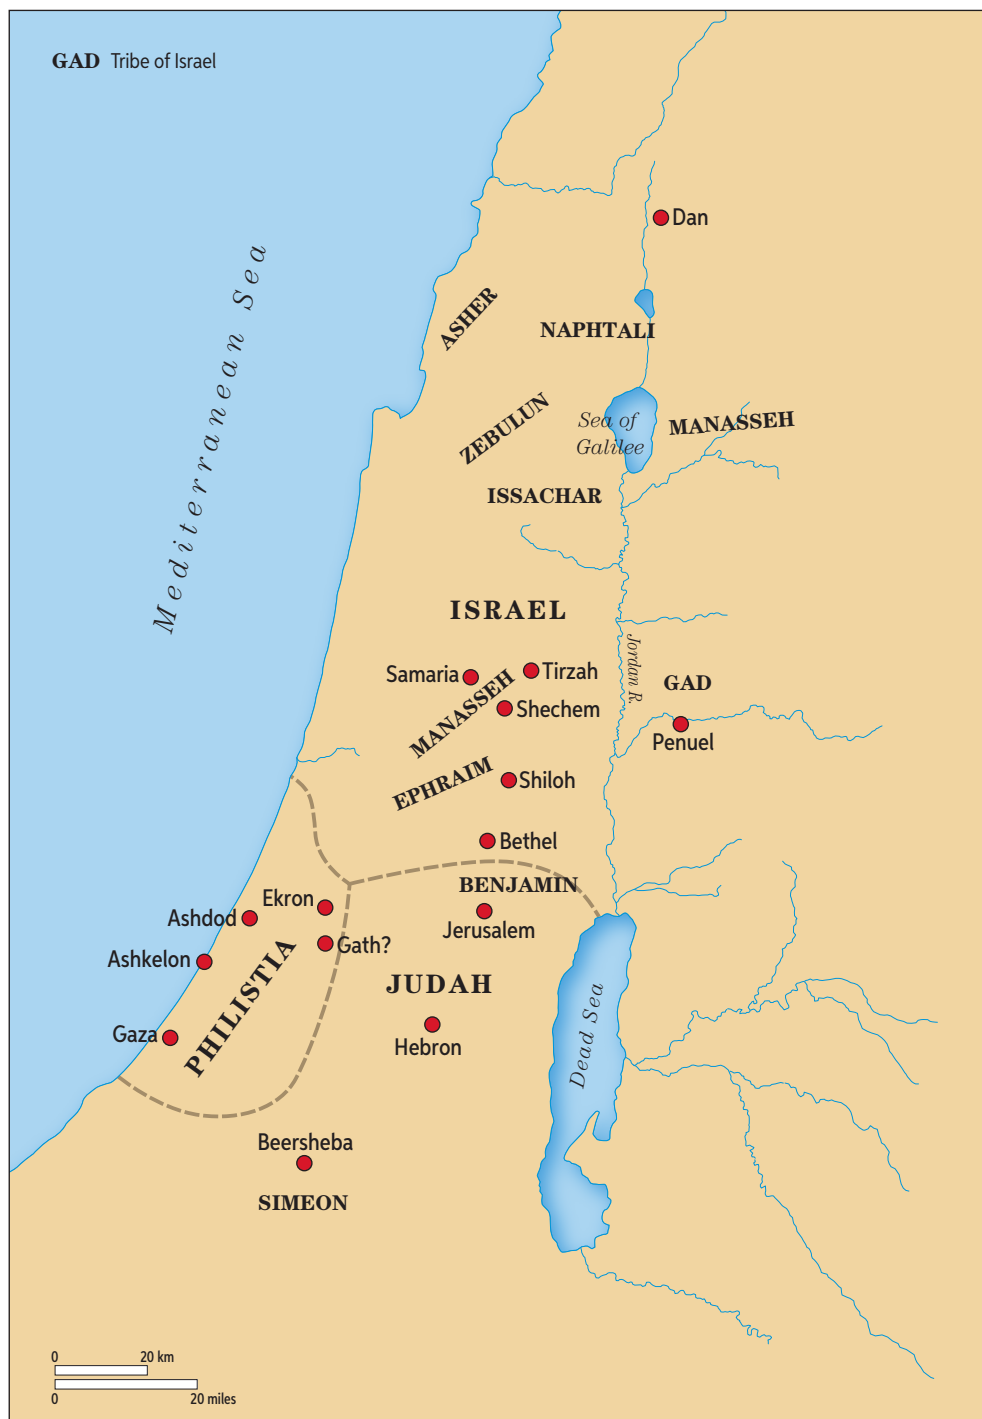 GAD Tribe of Israel
Dan
Mediterranean Sea
ASHER
NAPHTALI
ZEBULUN
Sea of
Galilee
MANASSEH
ISSACHAR
ISRAEL
Samaria
Tirzah
MANASSEH
Shechem
Jordan R.
GAD
Penuel
EPHRAIM
Shiloh
Bethel
BENJAMIN
Ekron
Ashdod
Jerusalem
Gath?
Ashkelon
PHILISTIA
JUDAH
Dead Sea
Gaza
Hebron
Beersheba
SIMEON
0 20 km
0 20 miles